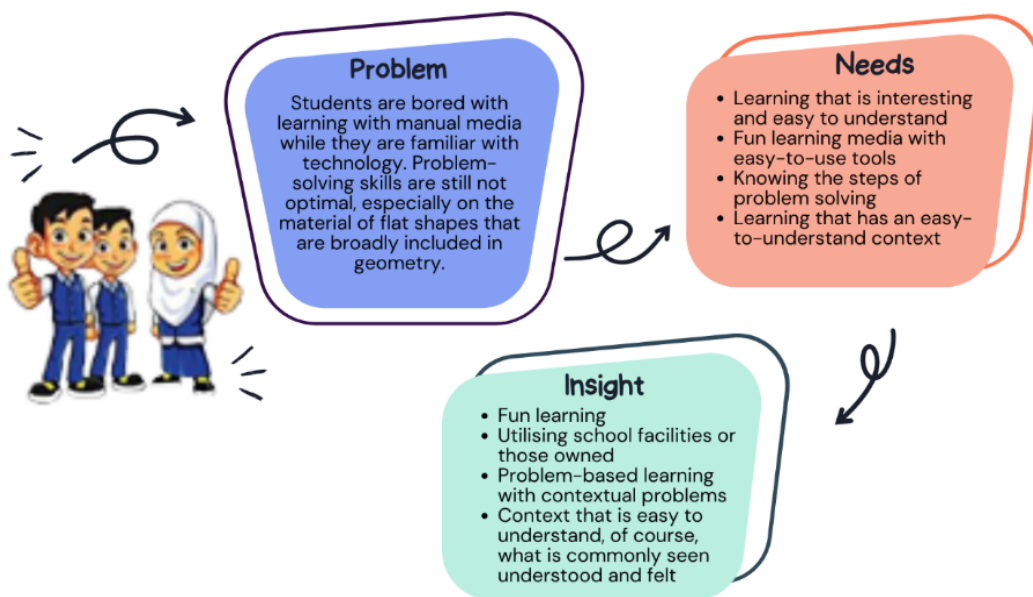 Problem
Students are bored with
learning with manual media
while they are familiar with
technology. Problem-
solving skills are still not
optimal, especially on the
material of flat shapes that
are broadly included in
geometry.
Needs
• Learning that is interesting
and easy to understand
• Fun learning media with
easy-to-use tools
• Knowing the steps of
problem solving
• Learning that has an easy-
to-understand context
Insight
• Fun learning
• Utilising school facilities or
those owned
• Problem-based learning
with contextual problems
• Context that is easy to
understand, of course,
what is commonly seen
understood and felt